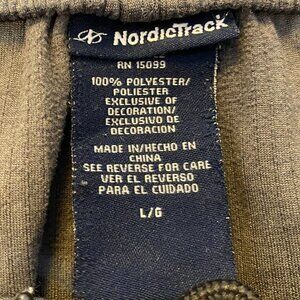 NordicTrack
RN 15099
100% POLYESTER/
POLIESTER
EXCLUSIVE OF
DECORATION/
EXCLUSIVO DE
DECORACION
MADE IN/HECHO EN
CHINA
SEE REVERSE FOR CARE
VER EL REVERSO
PARA EL CUIDADO
L/G